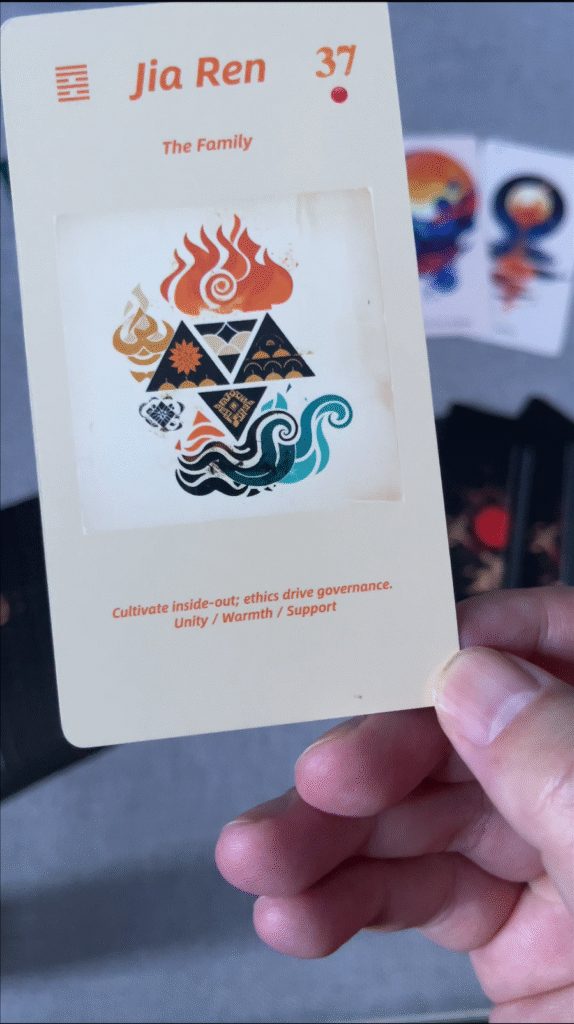 Jia Ren
37
The Family
Cultivate inside-out; ethics drive governance.
Unity / Warmth / Support